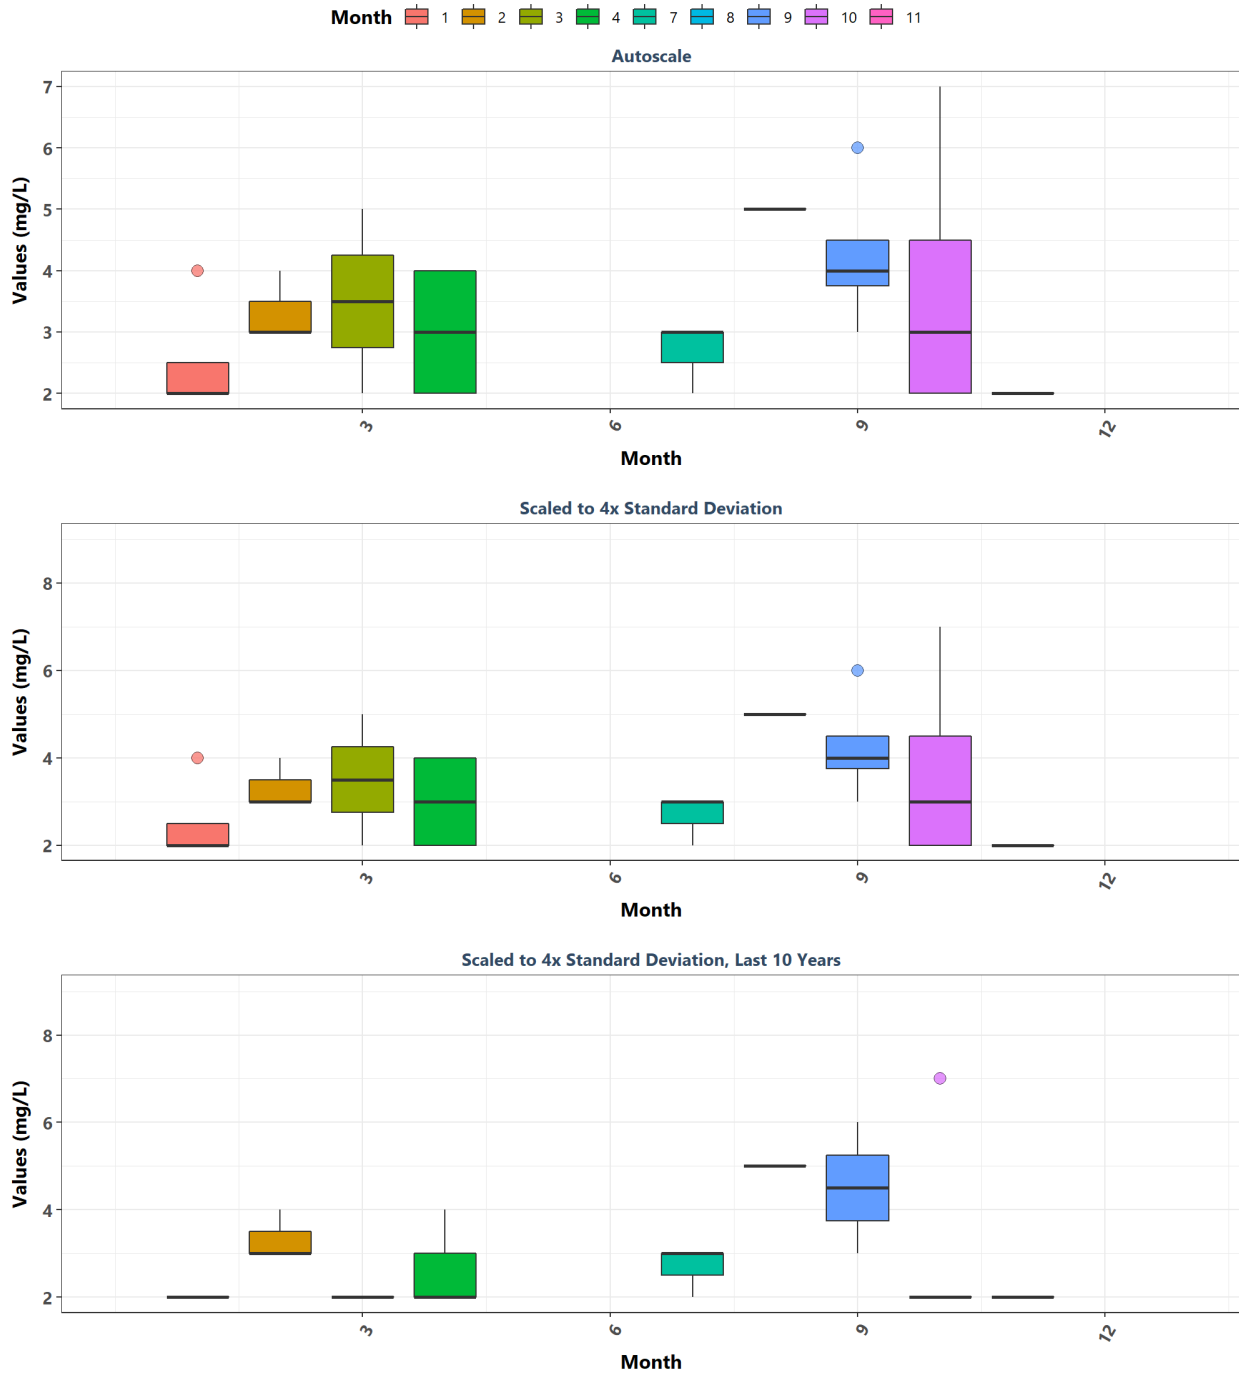 Month 1 2 3 4 7 8 9 10 11
Autoscale
Values (mg/L)
7
6
5
4
3
2
3 6 9 12
Month
Scaled to 4x Standard Deviation
Values (mg/L)
8
6
4
2
3 6 9 12
Month
Scaled to 4x Standard Deviation, Last 10 Years
Values (mg/L)
8
6
4
2
3 6 9 12
Month